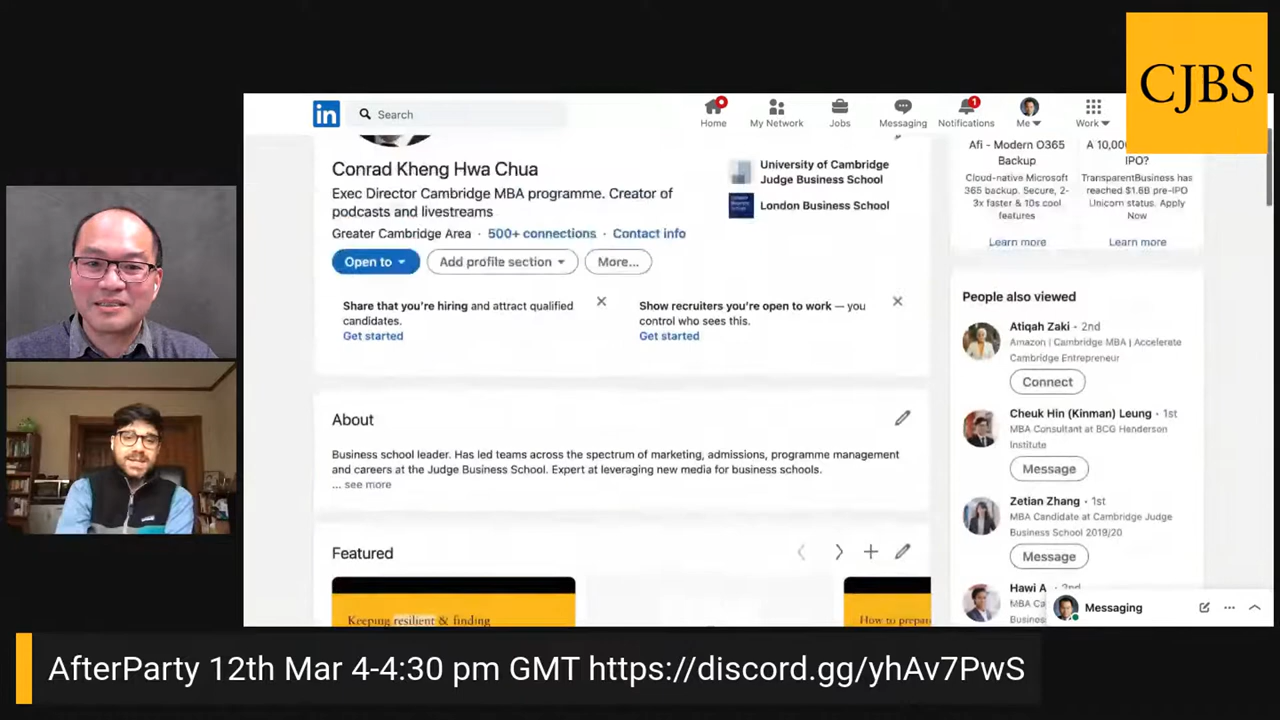 CJBS
in
Search
Home
My Network
Jobs
Messaging
1
Notifications
Me
Work
Conrad Kheng Hwa Chua
Exec Director Cambridge MBA programme. Creator of
podcasts and livestreams
Greater Cambridge Area · 500+ connections · Contact info
Open to
Add profile section
More...
University of Cambridge
Judge Business School
London Business School
Share that you're hiring and attract qualified
candidates.
Get started
Show recruiters you're open to work — you
control who sees this.
Get started
About
Business school leader. Has led teams across the spectrum of marketing, admissions, programme management
and careers at the Judge Business School. Expert at leveraging new media for business schools.
... see more
Featured
Keeping resilient & finding
How to prepare
Afi - Modern O365
Backup
Cloud-native Microsoft
365 backup. Secure, 2-
3x faster & 10s cool
features
Learn more
A 10,00
IPO?
TransparentBusiness has
reached $1.6B pre-IPO
Unicorn status. Apply
Now
Learn more
People also viewed
Atiqah Zaki · 2nd
Amazon | Cambridge MBA | Accelerate
Cambridge Entrepreneur
Connect
Cheuk Hin (Kinman) Leung · 1st
MBA Consultant at BCG Henderson
Institute
Message
Zetian Zhang · 1st
MBA Candidate at Cambridge Judge
Business School 2019/20
Message
Hawi A
MBA Ca
Busines
Messaging
AfterParty 12th Mar 4-4:30 pm GMT https://discord.gg/yhAv7PwS